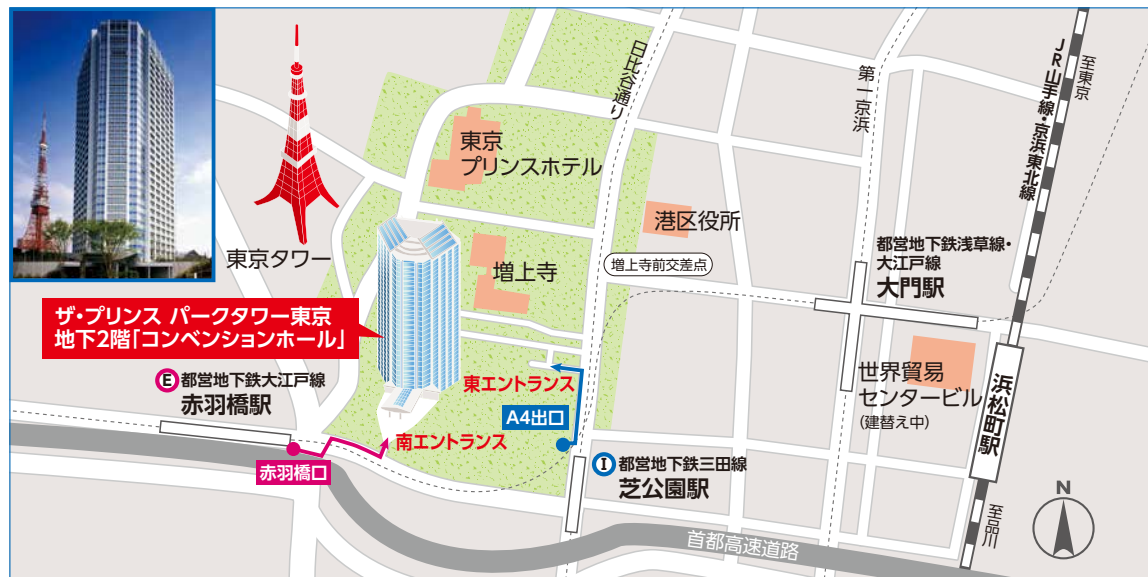 日比谷通り
第一京浜
至東京
JR山手線・京浜東北線
東京
プリンスホテル
港区役所
東京タワー
増上寺
増上寺前交差点
都営地下鉄浅草線・
大江戸線
大門駅
ザ・プリンス パークタワー東京
地下2階「コンベンションホール」
世界貿易
センタービル
(建替え中)
浜松町駅
E 都営地下鉄大江戸線
赤羽橋駅
東エントランス
A4出口
南エントランス
赤羽橋口
I 都営地下鉄三田線
芝公園駅
N
至品川
首都高速道路